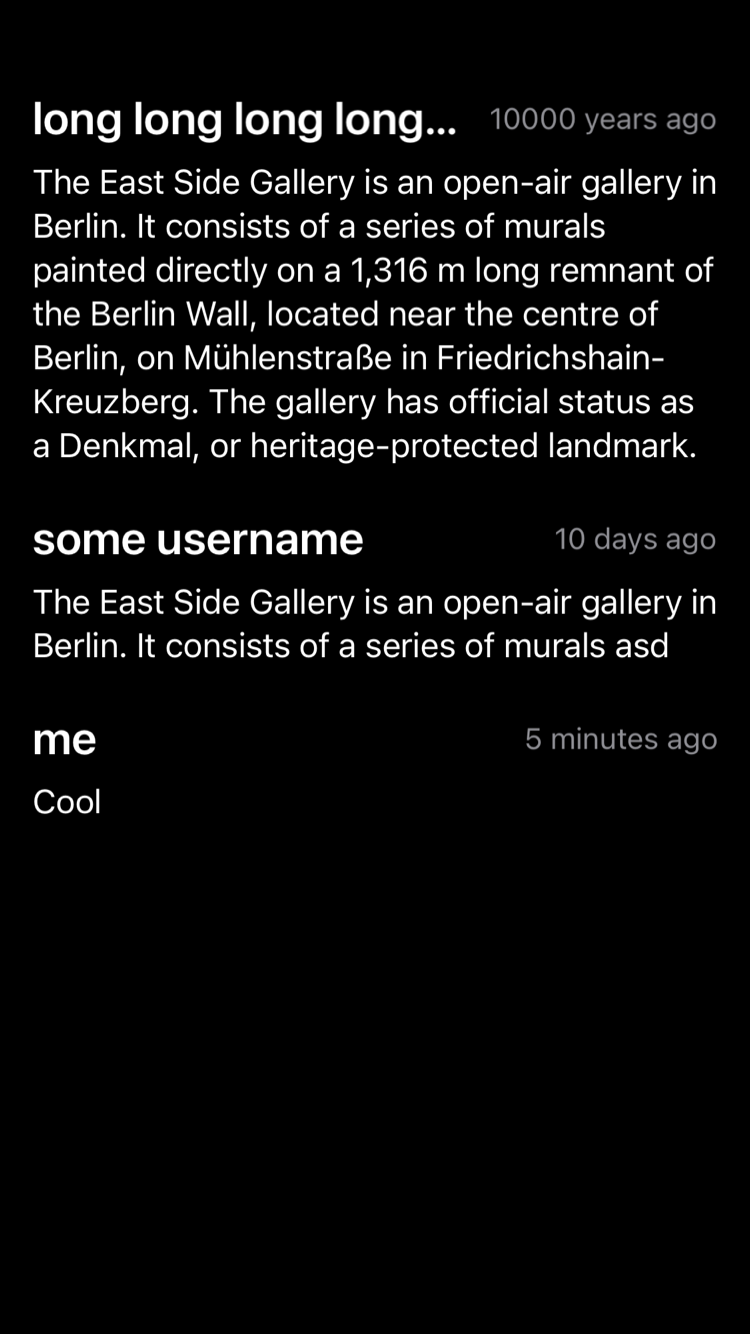 long long long long... 10000 years ago
The East Side Gallery is an open-air gallery in
Berlin. It consists of a series of murals
painted directly on a 1,316 m long remnant of
the Berlin Wall, located near the centre of
Berlin, on Mühlenstraße in Friedrichshain-
Kreuzberg. The gallery has official status as
a Denkmal, or heritage-protected landmark.
some username 10 days ago
The East Side Gallery is an open-air gallery in
Berlin. It consists of a series of murals asd
me 5 minutes ago
Cool